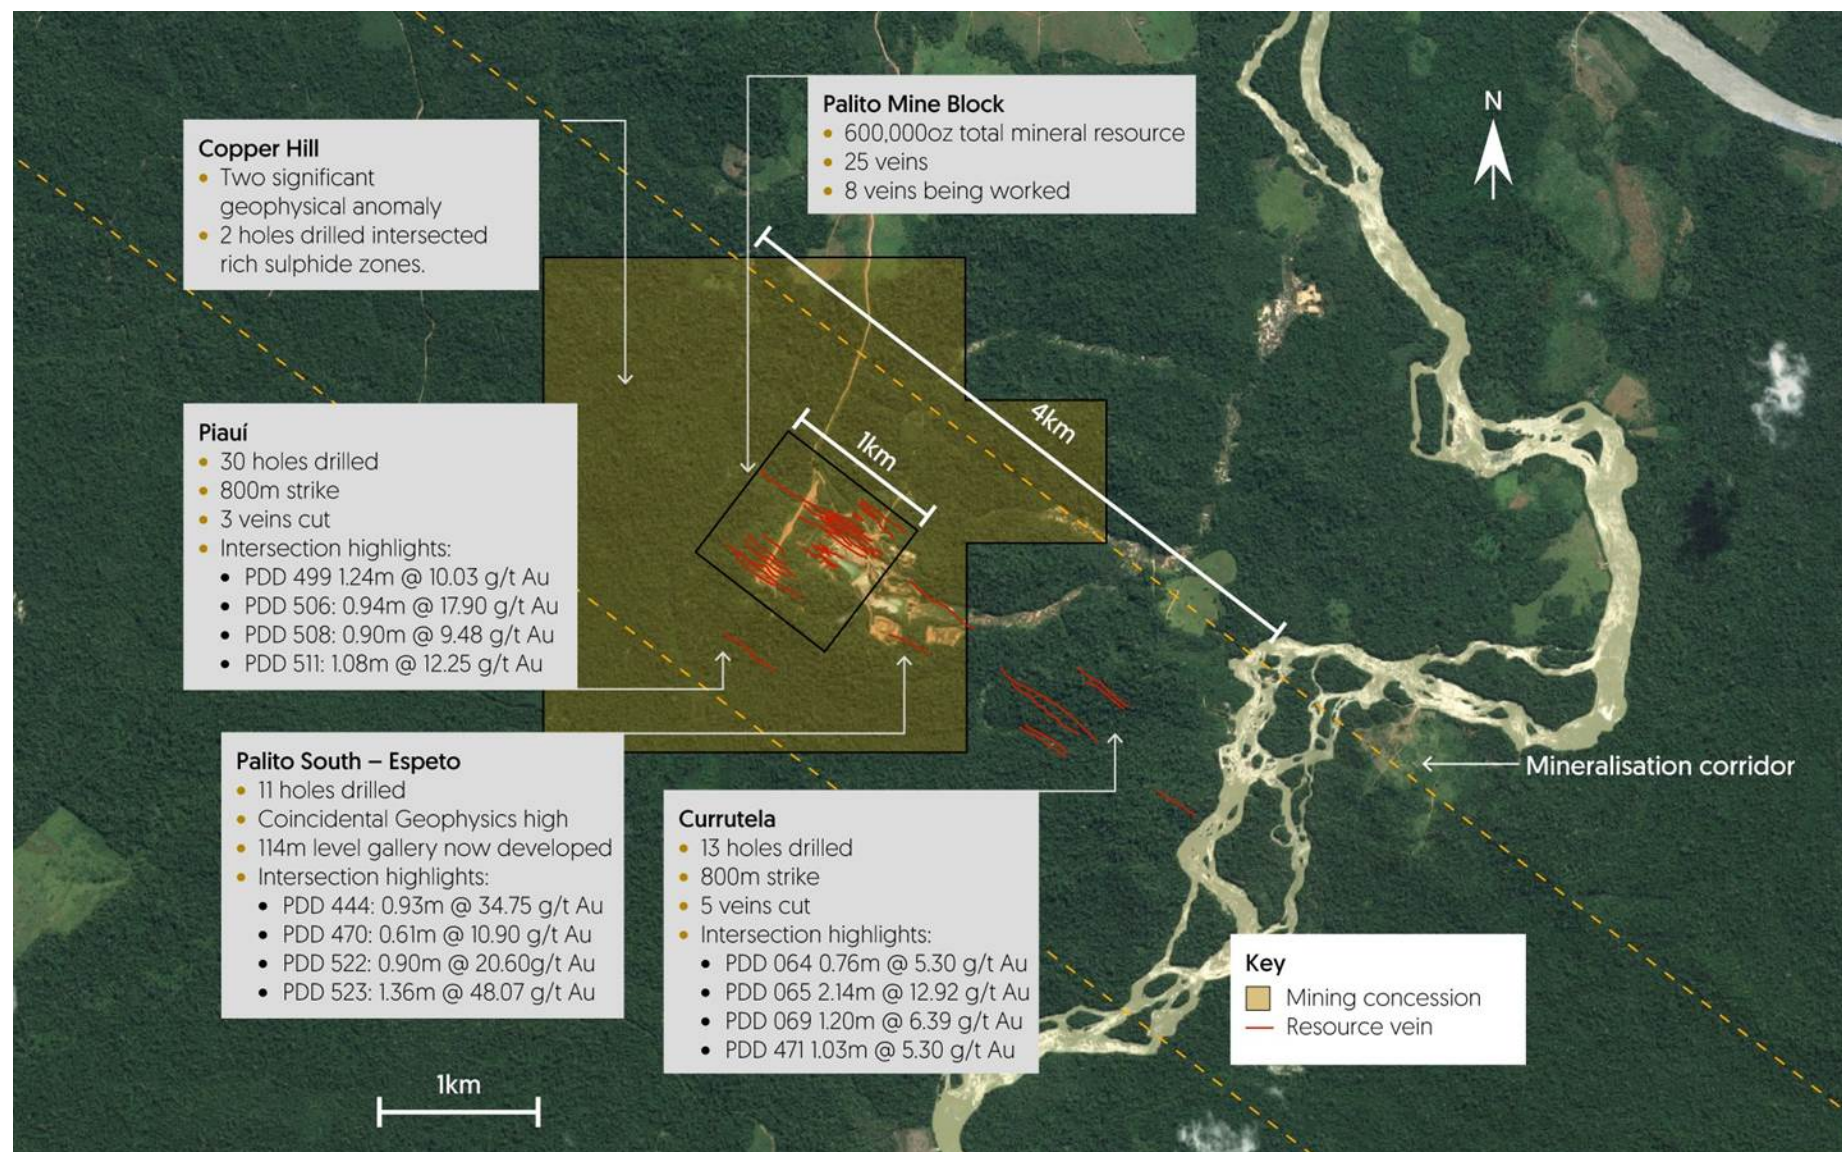 Copper Hill
• Two significant
geophysical anomaly
• 2 holes drilled intersected
rich sulphide zones.
Palito Mine Block
• 600,000oz total mineral resource
• 25 veins
• 8 veins being worked
N
4km
1km
Piauí
• 30 holes drilled
• 800m strike
• 3 veins cut
• Intersection highlights:
• PDD 499 1.24m @ 10.03 g/t Au
• PDD 506: 0.94m @ 17.90 g/t Au
• PDD 508: 0.90m @ 9.48 g/t Au
• PDD 511: 1.08m @ 12.25 g/t Au
Palito South – Espeto
• 11 holes drilled
• Coincidental Geophysics high
• 114m level gallery now developed
• Intersection highlights:
• PDD 444: 0.93m @ 34.75 g/t Au
• PDD 470: 0.61m @ 10.90 g/t Au
• PDD 522: 0.90m @ 20.60g/t Au
• PDD 523: 1.36m @ 48.07 g/t Au
Currutela
• 13 holes drilled
• 800m strike
• 5 veins cut
• Intersection highlights:
• PDD 064 0.76m @ 5.30 g/t Au
• PDD 065 2.14m @ 12.92 g/t Au
• PDD 069 1.20m @ 6.39 g/t Au
• PDD 471 1.03m @ 5.30 g/t Au
Mineralisation corridor
Key
Mining concession
Resource vein
1km